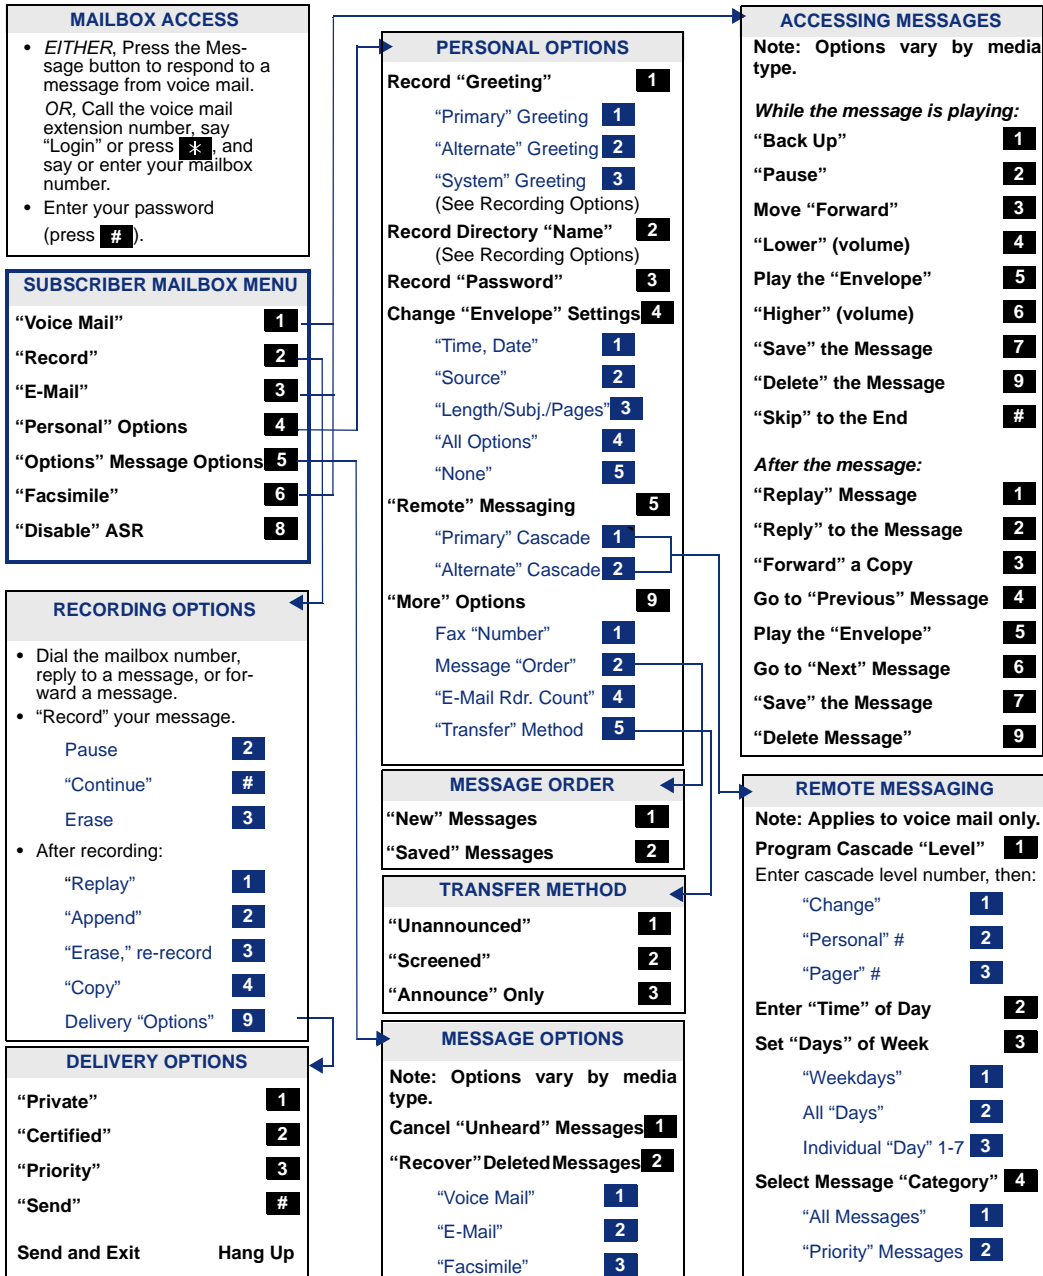 MAILBOX ACCESS
• EITHER, Press the Mes-
sage button to respond to a
message from voice mail.
OR, Call the voice mail
extension number, say
“Login” or press * , and
say or enter your mailbox
number.
• Enter your password
(press # ).
SUBSCRIBER MAILBOX MENU
“Voice Mail” 1
“Record” 2
“E-Mail” 3
“Personal” Options 4
“Options” Message Options 5
“Facsimile” 6
“Disable” ASR 8
RECORDING OPTIONS
• Dial the mailbox number,
reply to a message, or for-
ward a message.
• “Record” your message.
Pause 2
“Continue” #
Erase 3
• After recording:
“Replay” 1
“Append” 2
“Erase,” re-record 3
“Copy” 4
Delivery “Options” 9
DELIVERY OPTIONS
“Private” 1
“Certified” 2
“Priority” 3
“Send” #
Send and Exit Hang Up
PERSONAL OPTIONS
Record “Greeting” 1
“Primary” Greeting 1
“Alternate” Greeting 2
“System” Greeting 3
(See Recording Options)
Record Directory “Name” 2
(See Recording Options)
Record “Password” 3
Change “Envelope” Settings 4
“Time, Date” 1
“Source” 2
“Length/Subj./Pages” 3
“All Options” 4
“None” 5
“Remote” Messaging 5
“Primary” Cascade 1
“Alternate” Cascade 2
“More” Options 9
Fax “Number” 1
Message “Order” 2
“E-Mail Rdr. Count” 4
“Transfer” Method 5
MESSAGE ORDER
“New” Messages 1
“Saved” Messages 2
TRANSFER METHOD
“Unannounced” 1
“Screened” 2
“Announce” Only 3
MESSAGE OPTIONS
Note: Options vary by media
type.
Cancel “Unheard” Messages 1
“Recover” Deleted Messages 2
“Voice Mail” 1
“E-Mail” 2
“Facsimile” 3
ACCESSING MESSAGES
Note: Options vary by media
type.
While the message is playing:
“Back Up” 1
“Pause” 2
Move “Forward” 3
“Lower” (volume) 4
Play the “Envelope” 5
“Higher” (volume) 6
“Save” the Message 7
“Delete” the Message 9
“Skip” to the End #
After the message:
“Replay” Message 1
“Reply” to the Message 2
“Forward” a Copy 3
Go to “Previous” Message 4
Play the “Envelope” 5
Go to “Next” Message 6
“Save” the Message 7
“Delete Message” 9
REMOTE MESSAGING
Note: Applies to voice mail only.
Program Cascade “Level” 1
Enter cascade level number, then:
“Change” 1
“Personal” # 2
“Pager” # 3
Enter “Time” of Day 2
Set “Days” of Week 3
“Weekdays” 1
All “Days” 2
Individual “Day” 1-7 3
Select Message “Category” 4
“All Messages” 1
“Priority” Messages 2